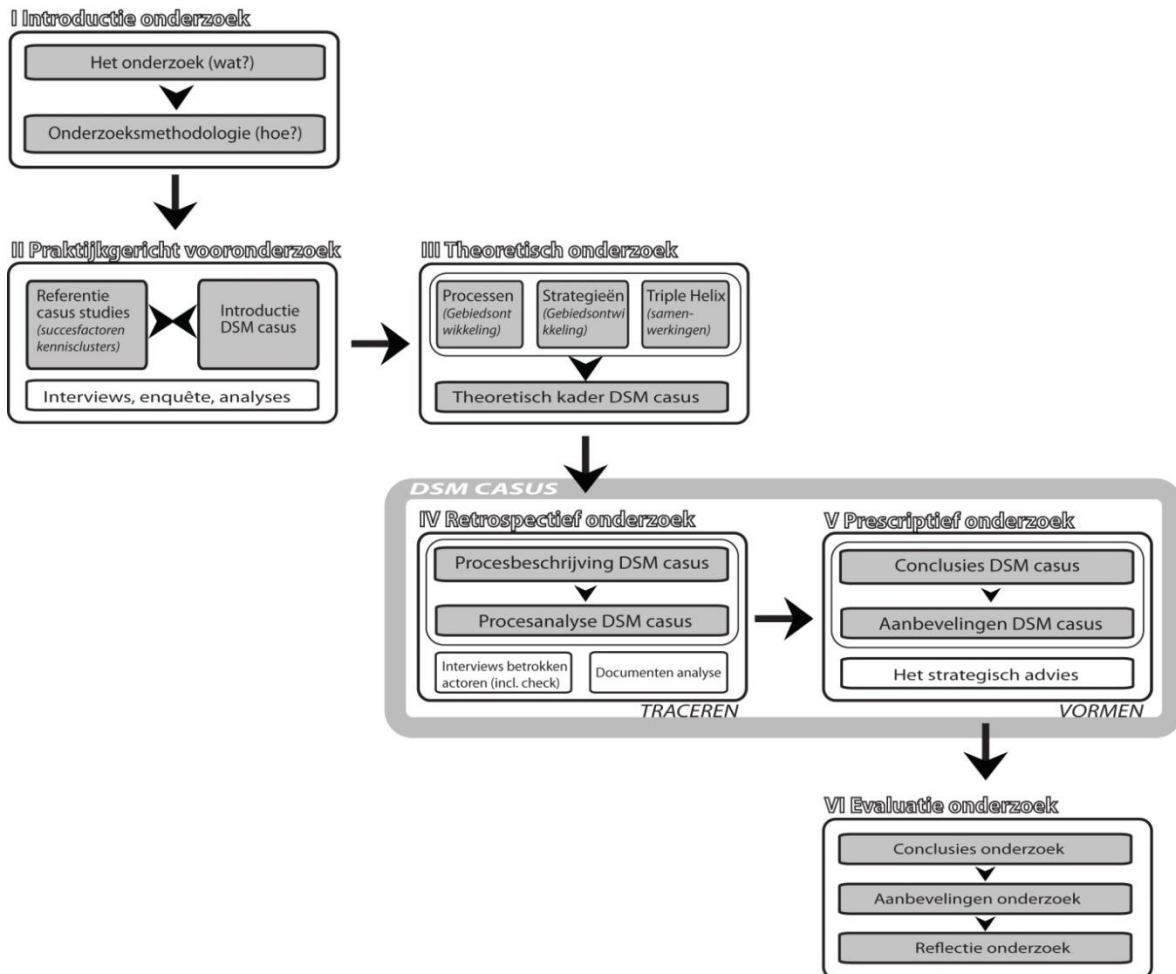 I Introductie onderzoek
Het onderzoek (wat?)
Onderzoeksmethodologie (hoe?)
II Praktijkgericht vooronderzoek
Referentie
casus studies
(succesfactoren
kennisclusters)
Introductie
DSM casus
Interviews, enquête, analyses
III Theoretisch onderzoek
Processen
(Gebiedsont
wikkeling)
Strategieën
(Gebiedsontwi
kkeling)
Triple Helix
(samen-
werkingen)
Theoretisch kader DSM casus
DSM CASUS
IV Retrospectief onderzoek
Procesbeschrijving DSM casus
Procesanalyse DSM casus
Interviews betrokken
actoren (incl. check)
Documenten analyse
TRACEREN
V Prescriptief onderzoek
Conclusies DSM casus
Aanbevelingen DSM casus
Het strategisch advies
VORMEN
VI Evaluatie onderzoek
Conclusies onderzoek
Aanbevelingen onderzoek
Reflectie onderzoek